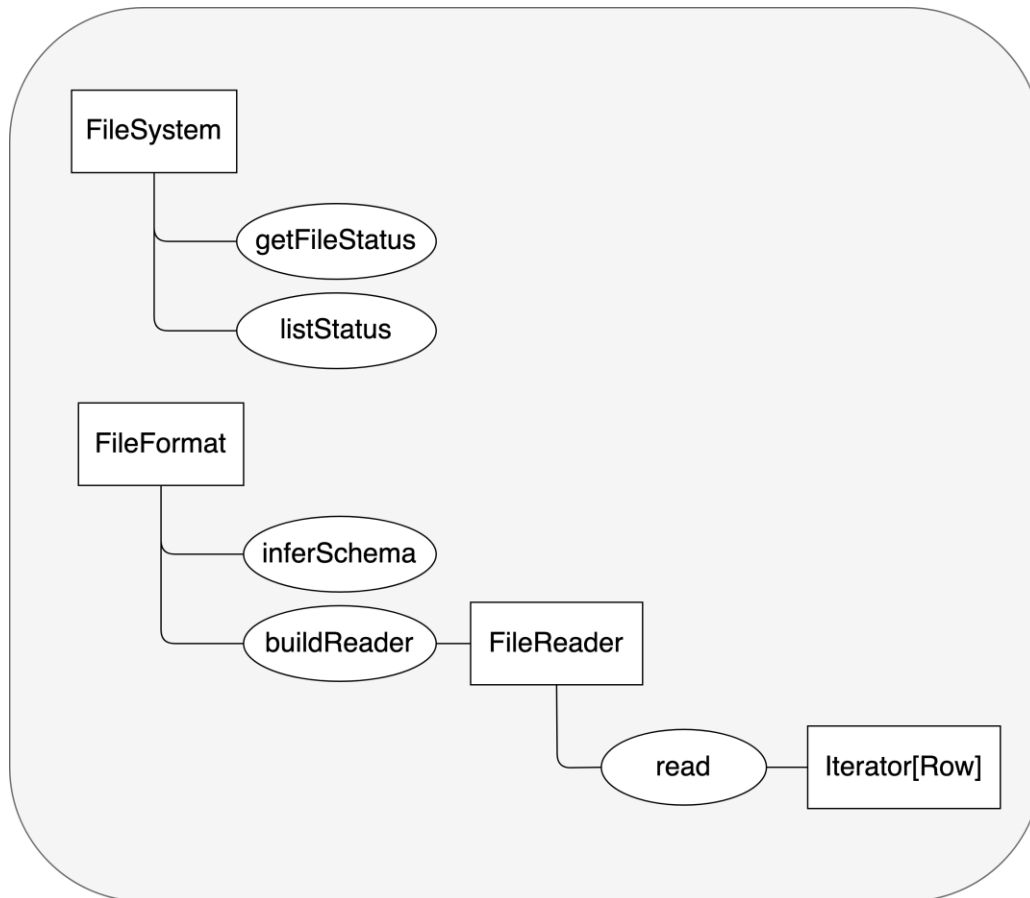 FileSystem
getFileStatus
listStatus
FileFormat
inferSchema
buildReader
FileReader
read
Iterator[Row]